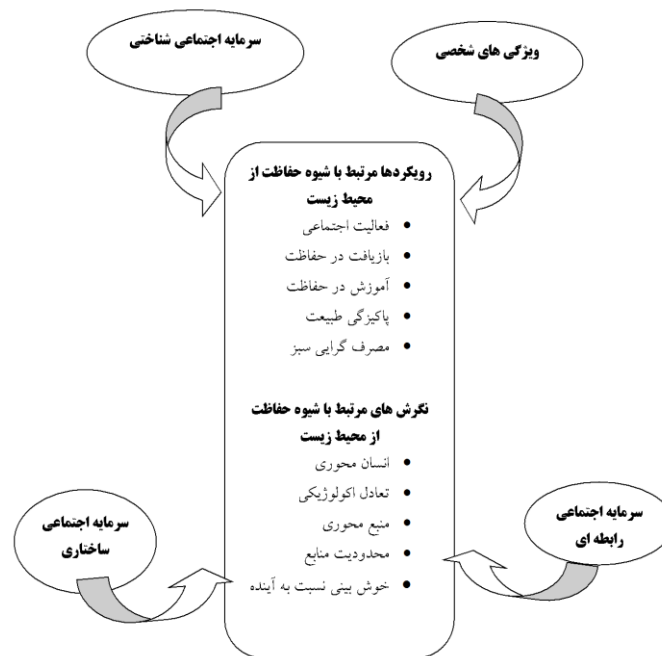 ویژگی های شخصی
سرمایه اجتماعی شناختی
رویکردها مرتبط با شیوه حفاظت از
محیط زیست
• فعالیت اجتماعی
• بازیافت در حفاظت
• آموزش در حفاظت
• پاکیزگی طبیعت
• مصرف گرایی سبز
نگرش های مرتبط با شیوه حفاظت
از محیط زیست
• انسان محوری
• تعادل اکولوژیکی
• منبع محوری
• محدودیت منابع
• خوش بینی نسبت به آینده
سرمایه اجتماعی
رابطه ای
سرمایه اجتماعی
ساختاری